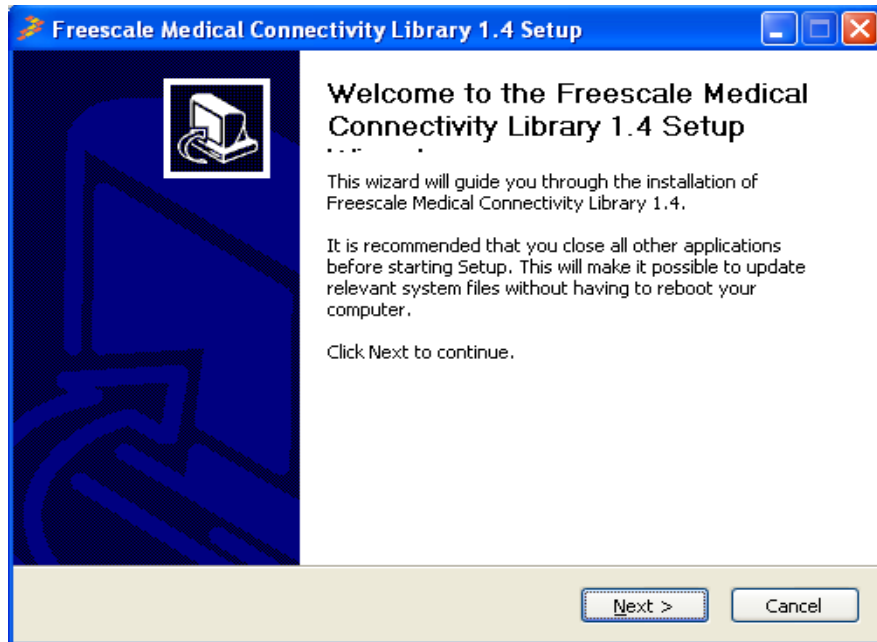 Freescale Medical Connectivity Library 1.4 Setup
Welcome to the Freescale Medical
Connectivity Library 1.4 Setup
This wizard will guide you through the installation of
Freescale Medical Connectivity Library 1.4.
It is recommended that you close all other applications
before starting Setup. This will make it possible to update
relevant system files without having to reboot your
computer.
Click Next to continue.
Next >
Cancel